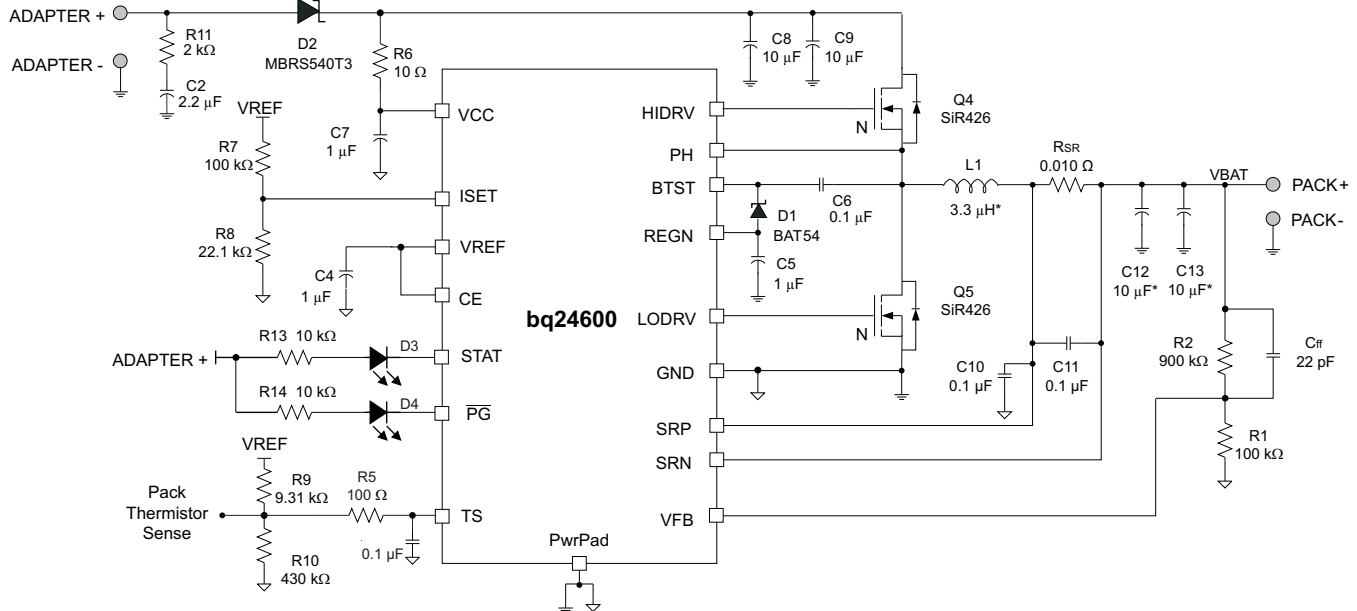 ADAPTER +
R11
2 kΩ
C2
2.2 μF
ADAPTER -
D2
MBRS540T3
R6
10 Ω
C8
10 μF
C9
10 μF
VREF
R7
100 kΩ
R8
22.1 kΩ
C7
1 μF
C4
1 μF
VCC
ISET
VREF
CE
STAT
PG
TS
bq24600
PwrPad
HIDRV
PH
BTST
REGN
LODRV
GND
SRP
SRN
VFB
N
Q4
SiR426
C6
0.1 μF
D1
BAT54
C5
1 μF
N
Q5
SiR426
L1
3.3 μH*
RSR
0.010 Ω
VBAT
PACK+
PACK-
C12
10 μF*
C13
10 μF*
C10
0.1 μF
C11
0.1 μF
R2
900 kΩ
Cff
22 pF
R1
100 kΩ
ADAPTER +
R13 10 kΩ
D3
R14 10 kΩ
D4
VREF
R9
9.31 kΩ
R5
100 Ω
Pack
Thermistor
Sense
R10
430 kΩ
0.1 μF